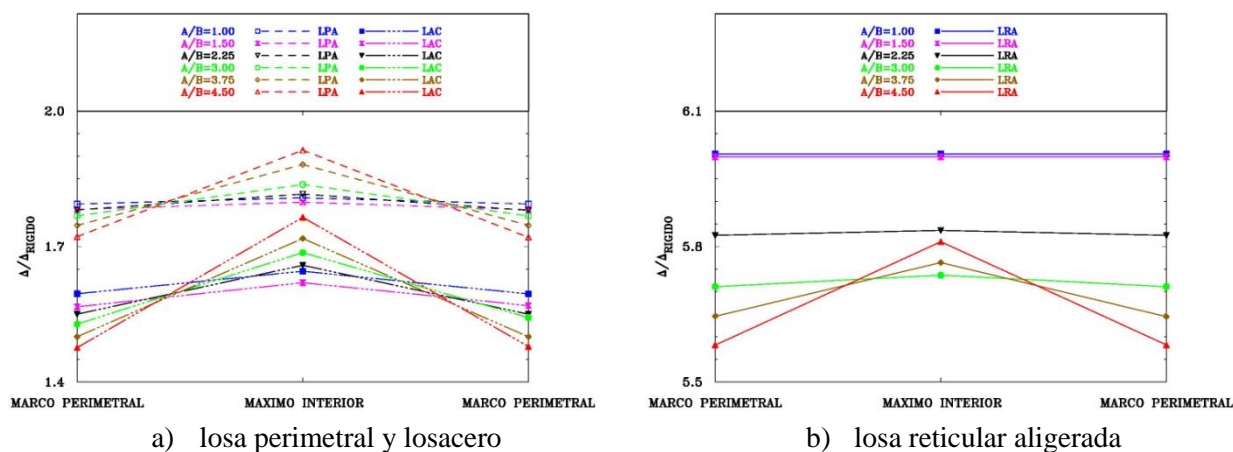 A/B=1.00 LPA LAC
A/B=1.50 LPA LAC
A/B=2.25 LPA LAC
A/B=3.00 LPA LAC
A/B=3.75 LPA LAC
A/B=4.50 LPA LAC
2.0
1.7
1.4
Δ/Δ RIGIDO
MARCO PERIMETRAL MAXIMO INTERIOR MARCO PERIMETRAL
a) losa perimetral y losacero
A/B=1.00 LRA
A/B=1.50 LRA
A/B=2.25 LRA
A/B=3.00 LRA
A/B=3.75 LRA
A/B=4.50 LRA
6.1
5.8
5.5
Δ/Δ RIGIDO
MARCO PERIMETRAL MAXIMO INTERIOR MARCO PERIMETRAL
b) losa reticular aligerada